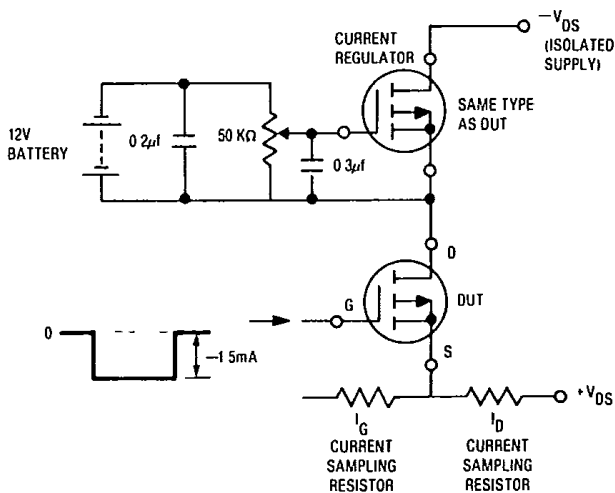 −V_DS
(ISOLATED
SUPPLY)
CURRENT
REGULATOR
SAME TYPE
AS DUT
12V
BATTERY
0 2μf
50 KΩ
0 3μf
D
G
DUT
S
0
−1 5mA
+V_DS
I_G
CURRENT
SAMPLING
RESISTOR
I_D
CURRENT
SAMPLING
RESISTOR